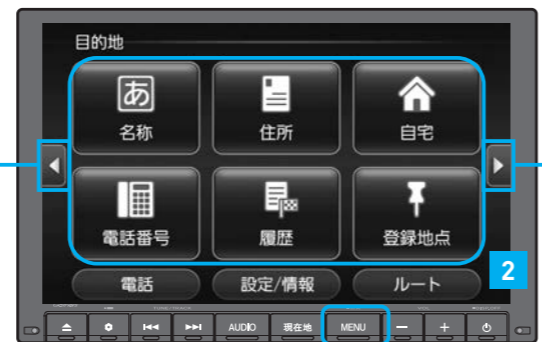 目的地
あ
名称
住所
自宅
電話番号
履歴
登録地点
電話
設定/情報
ルート
2
AUDIO
現在地
MENU